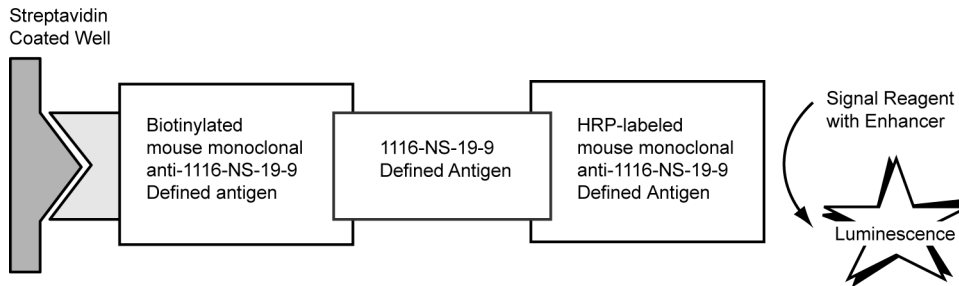 Streptavidin
Coated Well
Biotinylated
mouse monoclonal
anti-1116-NS-19-9
Defined antigen
1116-NS-19-9
Defined Antigen
HRP-labeled
mouse monoclonal
anti-1116-NS-19-9
Defined Antigen
Signal Reagent
with Enhancer
Luminescence